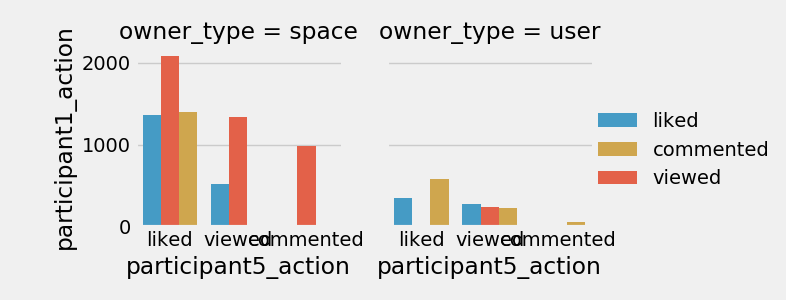 owner_type = space
owner_type = user
participant1_action
2000
1000
0
liked
viewed
commented
participant5_action
liked
viewed
commented
participant5_action
liked
commented
viewed